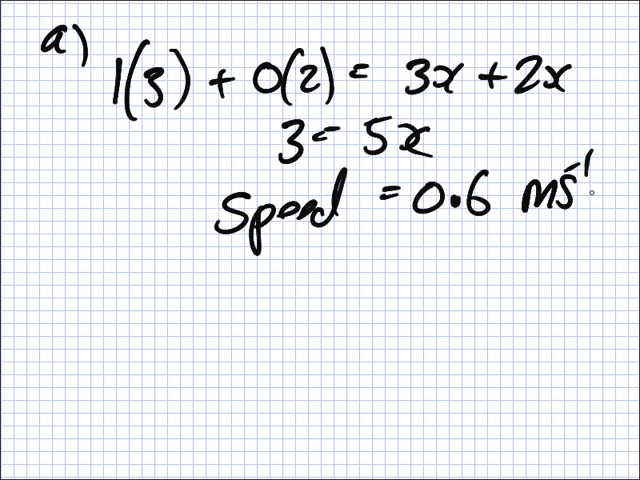 a) 1(3) + 0(2) = 3x + 2x
3 = 5x
Speed = 0.6 ms⁻¹